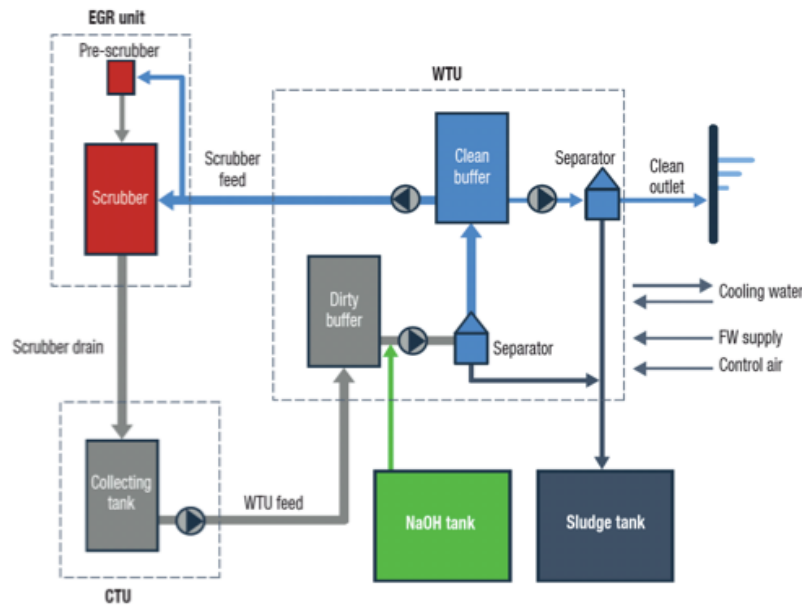 EGR unit
Pre-scrubber
WTU
Scrubber
feed
Clean
buffer
Separator
Clean
outlet
Scrubber
Dirty
buffer
Cooling water
FW supply
Separator
Scrubber drain
Control air
Collecting
tank
WTU feed
NaOH tank
Sludge tank
CTU